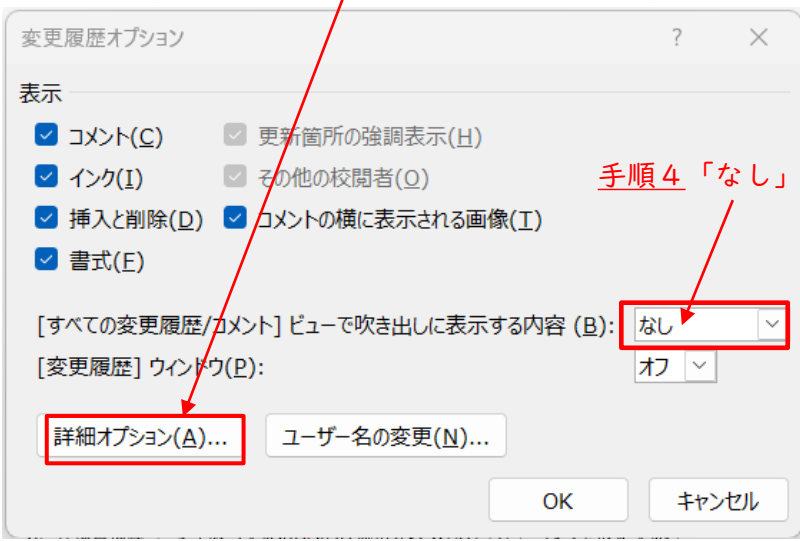 変更履歴オプション ?
表示
コメント(C) 更新箇所の強調表示(H)
インク(I) その他の校閲者(O)
手順4「なし」
挿入と削除(D) コメントの横に表示される画像(T)
書式(F)
[すべての変更履歴/コメント] ビューで吹き出しに表示する内容 (B): なし
[変更履歴] ウィンドウ(P): オフ
詳細オプション(A)... ユーザー名の変更(N)...
OK キャンセル